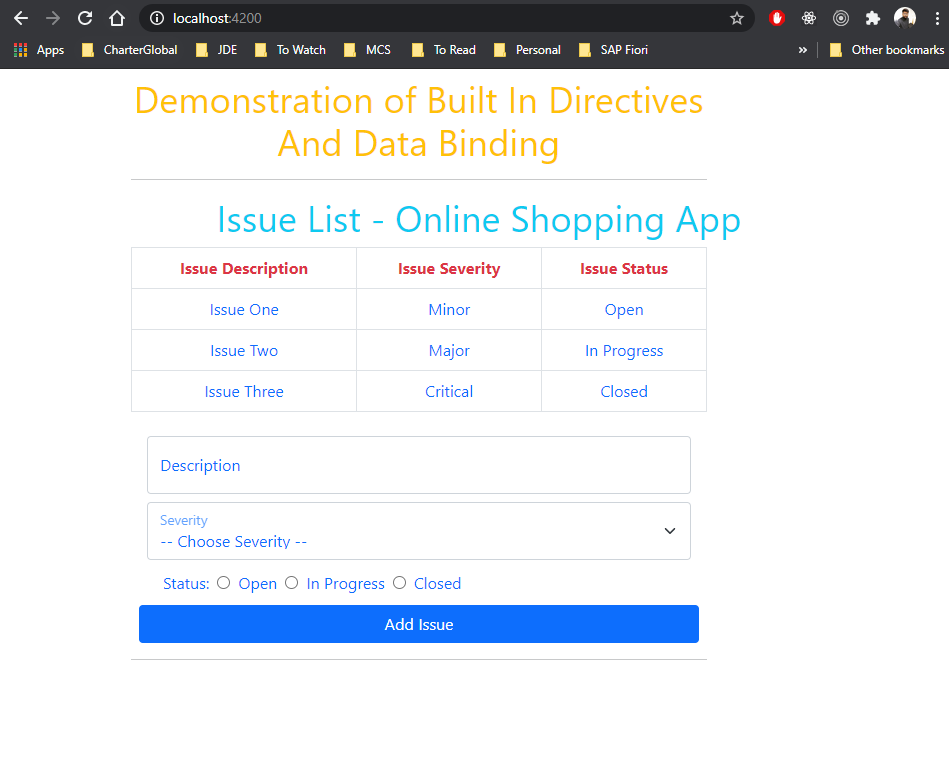 localhost:4200
Apps CharterGlobal JDE To Watch MCS To Read Personal SAP Fiori » Other bookmarks
Demonstration of Built In Directives
And Data Binding
Issue List - Online Shopping App
Issue Description Issue Severity Issue Status
Issue One Minor Open
Issue Two Major In Progress
Issue Three Critical Closed
Description
Severity
-- Choose Severity --
Status: Open In Progress Closed
Add Issue